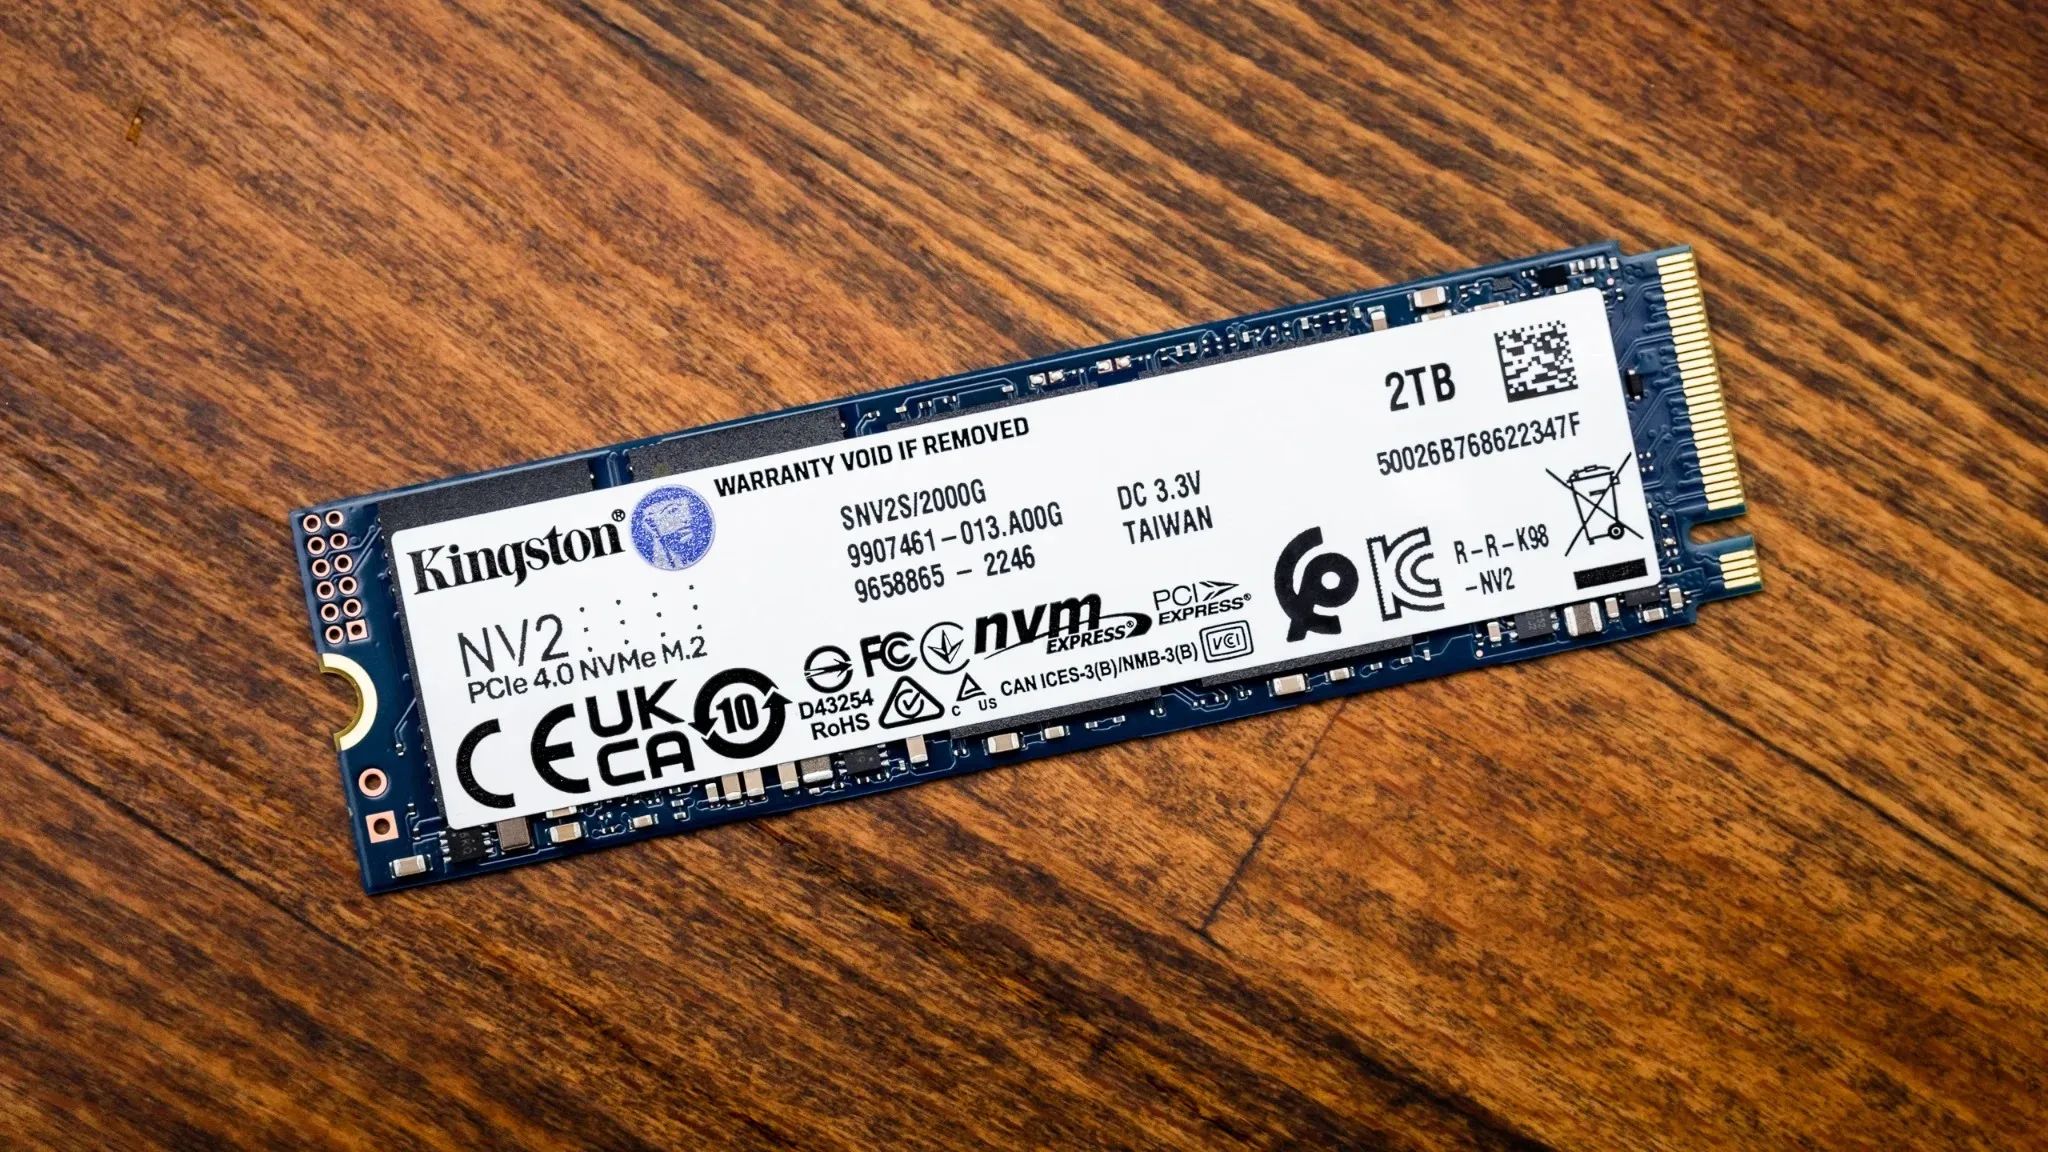 WARRANTY VOID IF REMOVED
Kingston®
NV2
PCIe 4.0 NVMe M.2
SNV2S/2000G
9907461-013.A00G
9658865 - 2246
DC 3.3V
TAIWAN
2TB
50026B768622347F
R-R-K98
-NV2
CE
UK
CA
10
D43254
RoHS
FC
nvm
EXPRESS®
PCI
EXPRESS®
C US
CAN ICES-3(B)/NMB-3(B)
VCI
KC